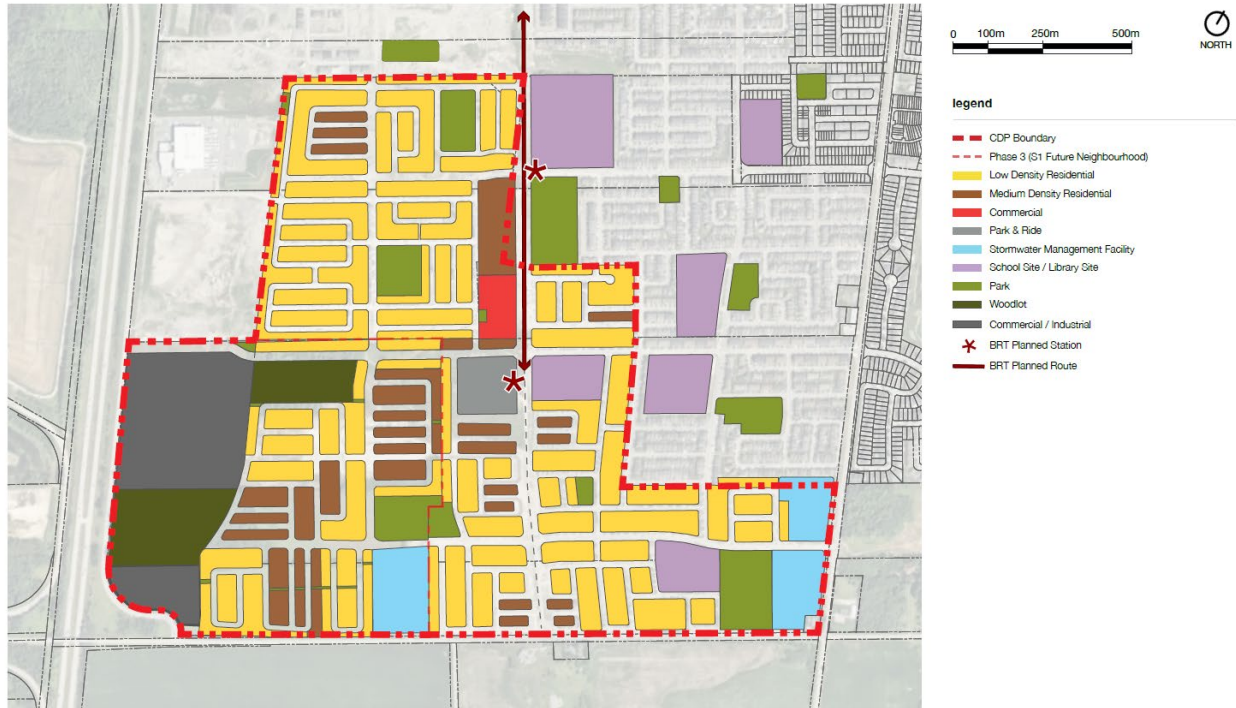 0 100m 250m 500m
NORTH
legend
CDP Boundary
Phase 3 (S1 Future Neighbourhood)
Low Density Residential
Medium Density Residential
Commercial
Park & Ride
Stormwater Management Facility
School Site / Library Site
Park
Woodlot
Commercial / Industrial
BRT Planned Station
BRT Planned Route